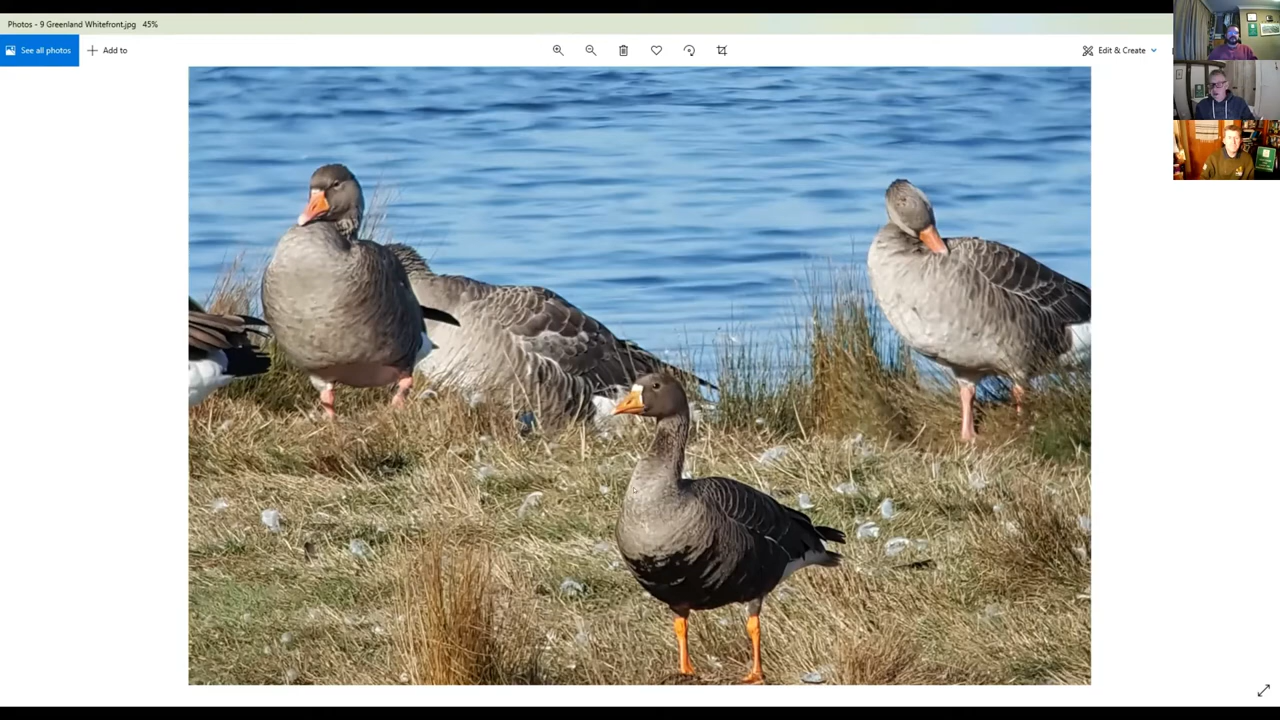 Photos - 9 Greenland Whitefront.jpg 45%
See all photos
Add to
Edit & Create